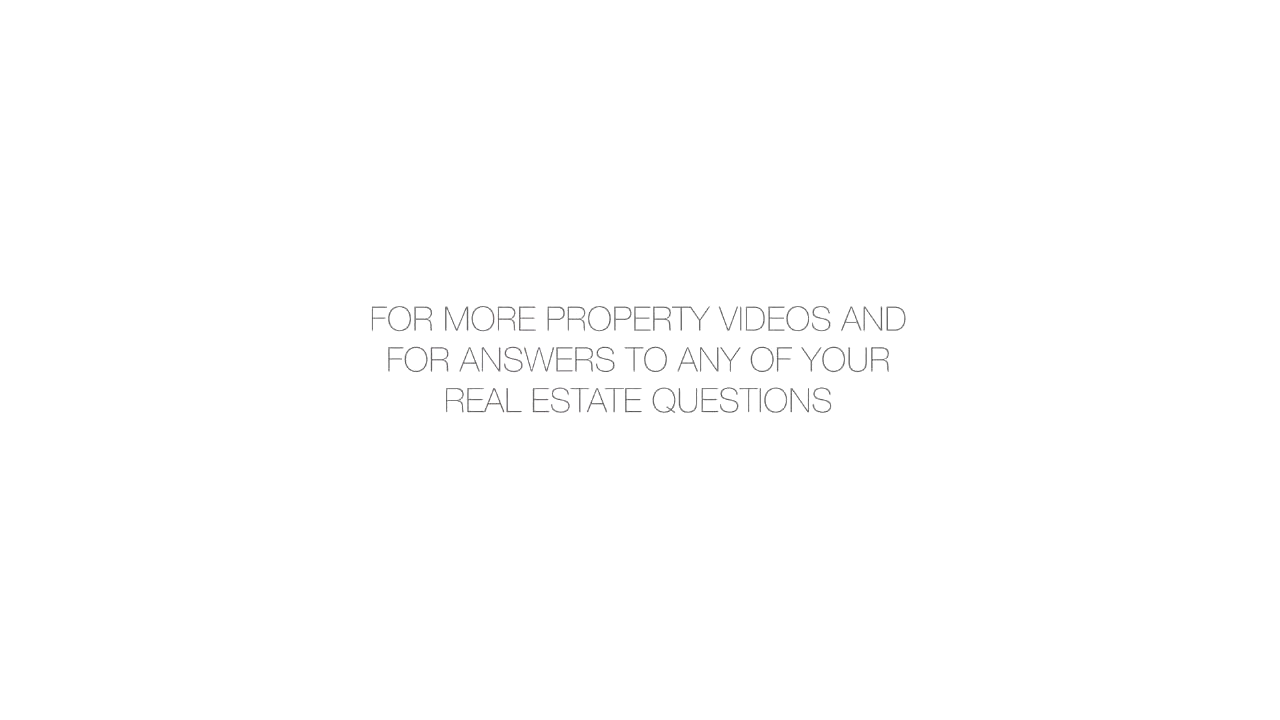 FOR MORE PROPERTY VIDEOS AND
FOR ANSWERS TO ANY OF YOUR
REAL ESTATE QUESTIONS